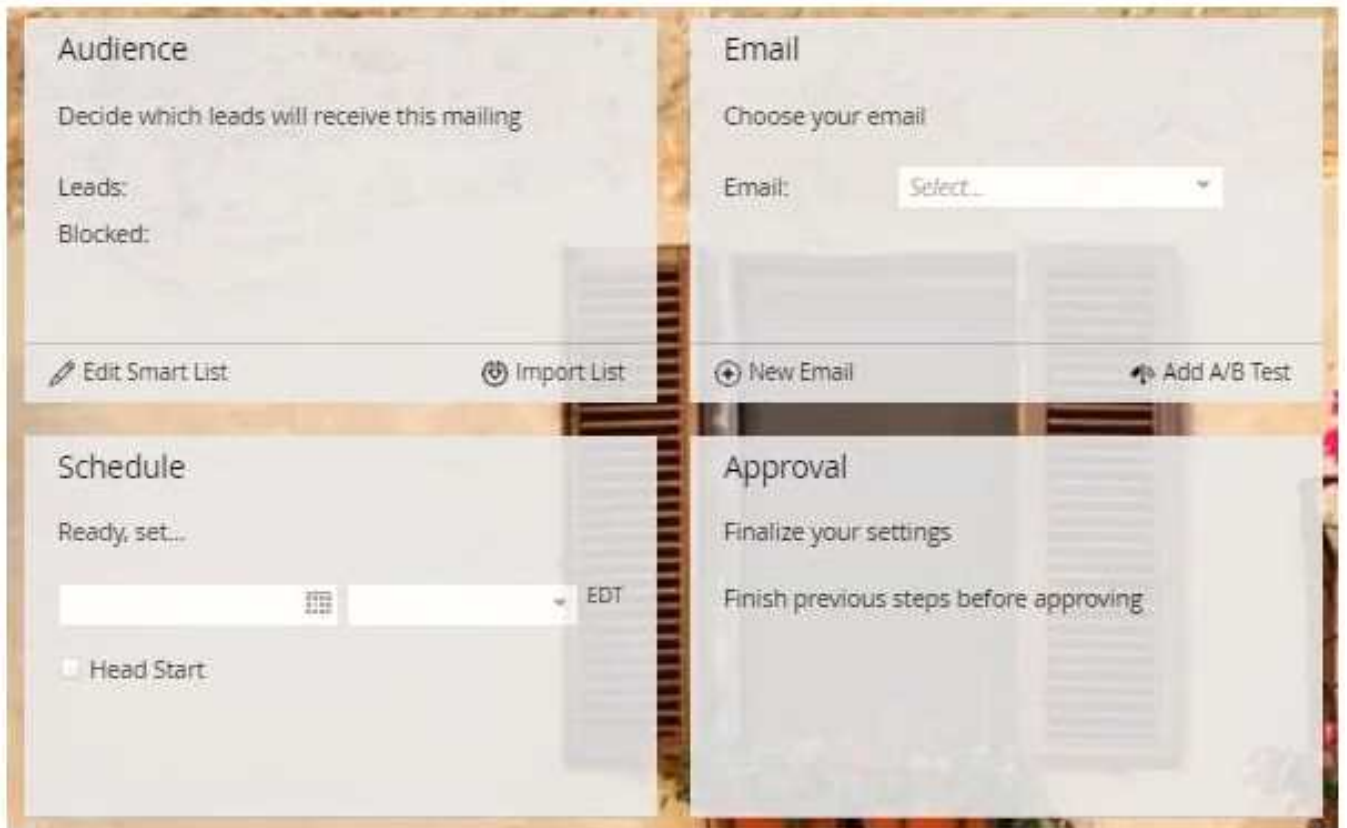 Audience
Decide which leads will receive this mailing
Leads:
Blocked:
Edit Smart List
Import List
Email
Choose your email
Email:
Select...
New Email
Add A/B Test
Schedule
Ready, set...
EDT
Head Start
Approval
Finalize your settings
Finish previous steps before approving